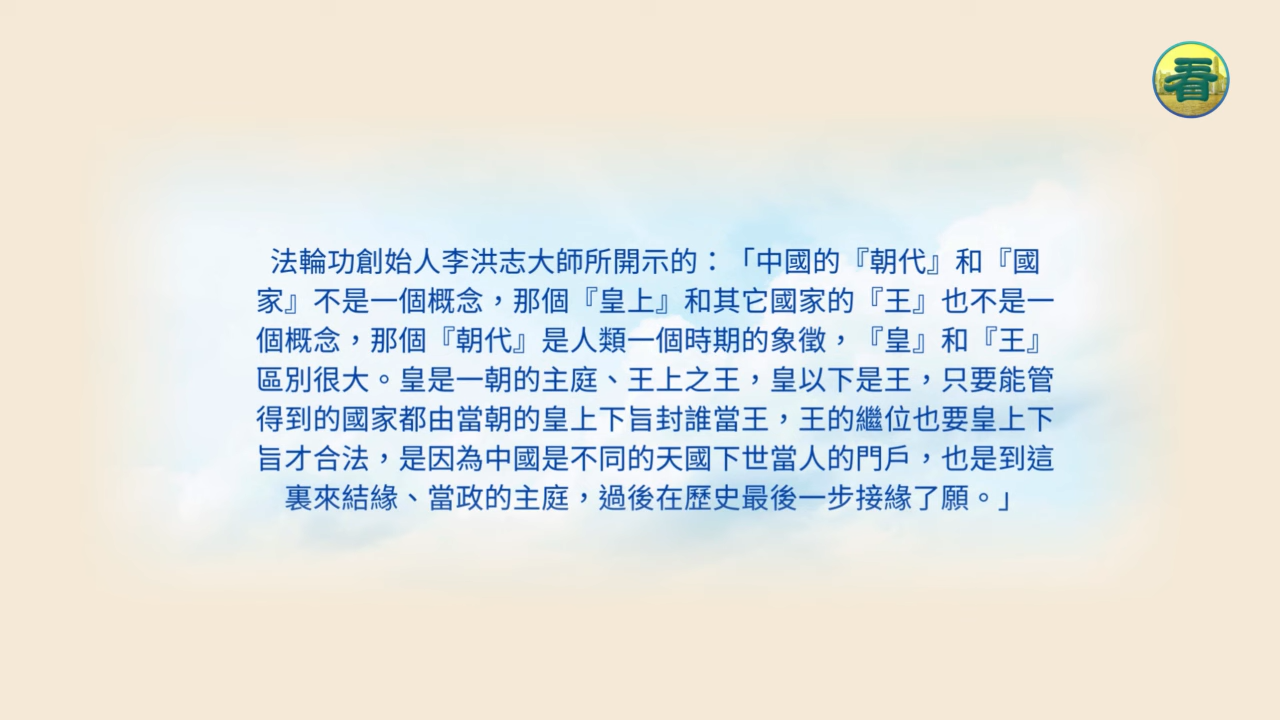 看
法輪功創始人李洪志大師所開示的：「中國的『朝代』和『國
家』不是一個概念，那個『皇上』和其它國家的『王』也不是一
個概念，那個『朝代』是人類一個時期的象徵，『皇』和『王』
區別很大。皇是一朝的主庭、王上之王，皇以下是王，只要能管
得到的國家都由當朝的皇上下旨封誰當王，王的繼位也要皇上下
旨才合法，是因為中國是不同的天國下世當人的門戶，也是到這
裏來結緣、當政的主庭，過後在歷史最後一步接緣了願。」